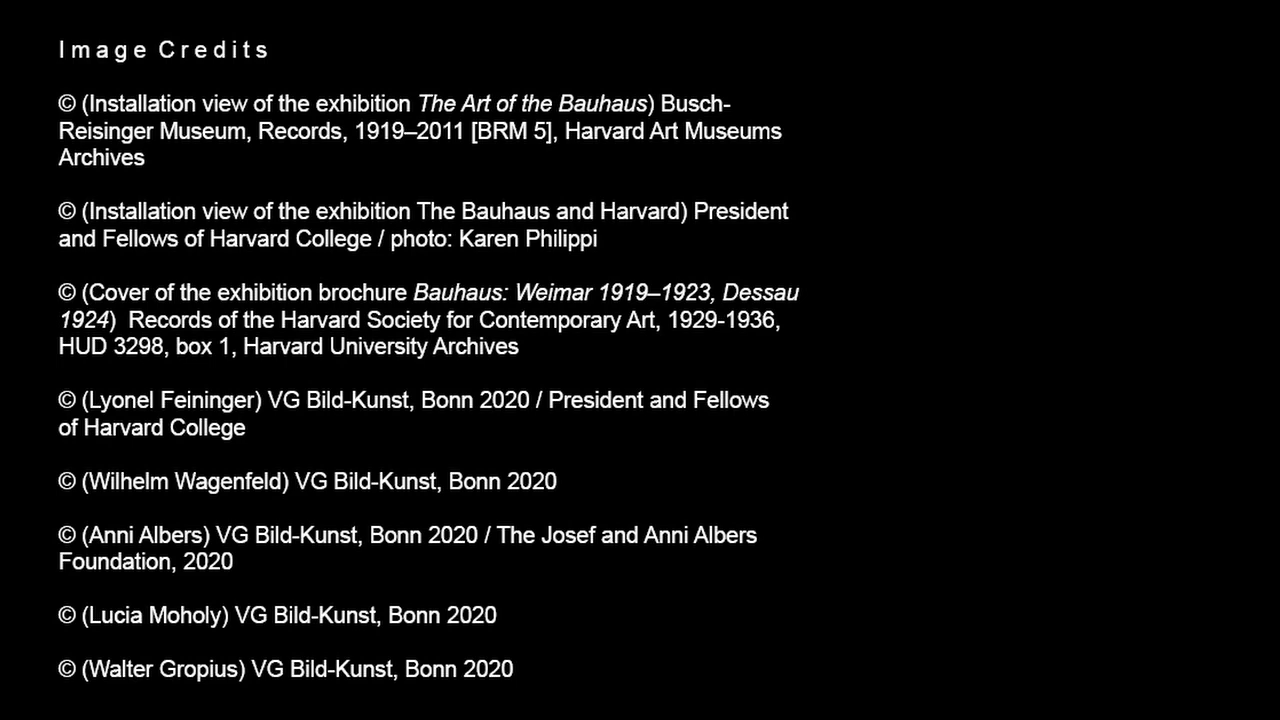 Image Credits
© (Installation view of the exhibition The Art of the Bauhaus) Busch-
Reisinger Museum, Records, 1919–2011 [BRM 5], Harvard Art Museums
Archives
© (Installation view of the exhibition The Bauhaus and Harvard) President
and Fellows of Harvard College / photo: Karen Philippi
© (Cover of the exhibition brochure Bauhaus: Weimar 1919–1923, Dessau
1924)  Records of the Harvard Society for Contemporary Art, 1929-1936,
HUD 3298, box 1, Harvard University Archives
© (Lyonel Feininger) VG Bild-Kunst, Bonn 2020 / President and Fellows
of Harvard College
© (Wilhelm Wagenfeld) VG Bild-Kunst, Bonn 2020
© (Anni Albers) VG Bild-Kunst, Bonn 2020 / The Josef and Anni Albers
Foundation, 2020
© (Lucia Moholy) VG Bild-Kunst, Bonn 2020
© (Walter Gropius) VG Bild-Kunst, Bonn 2020